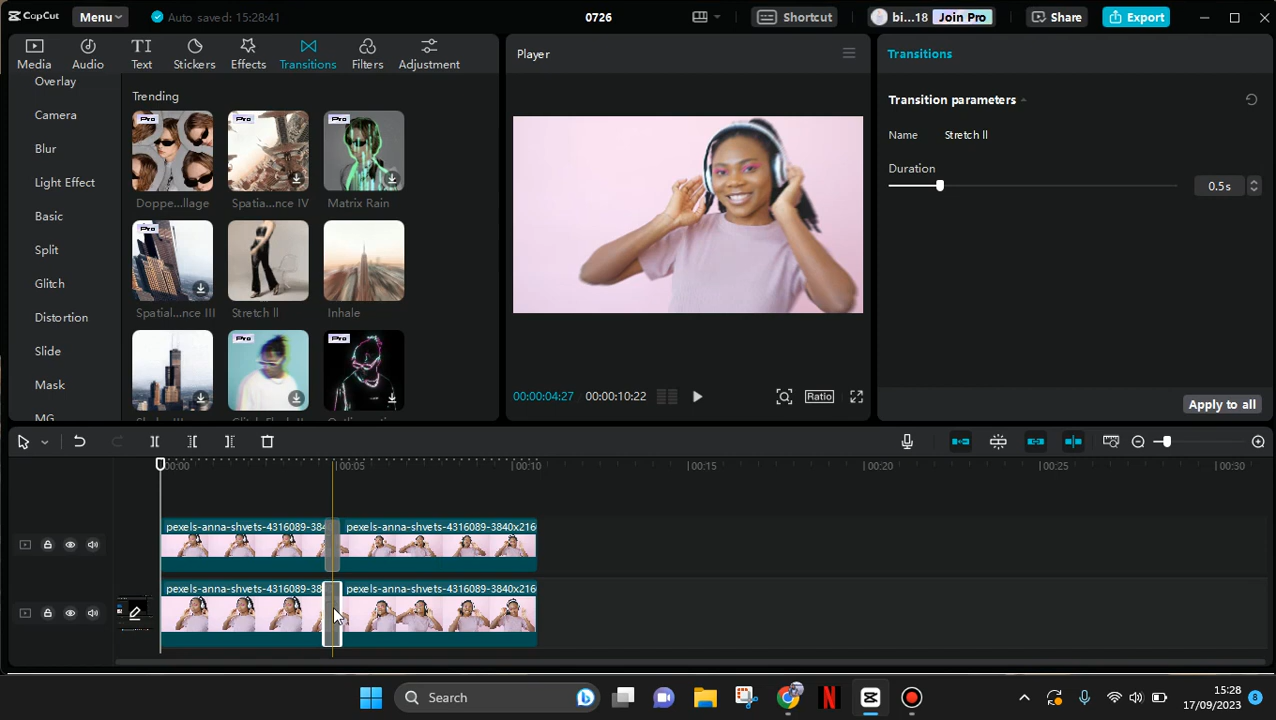 CapCut Menu Auto saved: 15:28:41 0726 Shortcut bi...18 Join Pro Share Export
Media Audio Text Stickers Effects Transitions Filters Adjustment
Overlay
Camera
Blur
Light Effect
Basic
Split
Glitch
Distortion
Slide
Mask
MG
Trending
Pro Pro
Doppe...llage Spatia...nce IV Matrix Rain
Pro
Spatial...nce III Stretch II Inhale
Pro Pro
Player
00:00:04:27 00:00:10:22 Ratio
Transitions
Transition parameters
Name Stretch II
Duration
0.5s
Apply to all
00:00 00:05 00:10 00:15 00:20 00:25 00:30
pexels-anna-shvets-4316089-384 pexels-anna-shvets-4316089-3840x216
pexels-anna-shvets-4316089-38 pexels-anna-shvets-4316089-3840x216
Search 15:28
17/09/2023 8